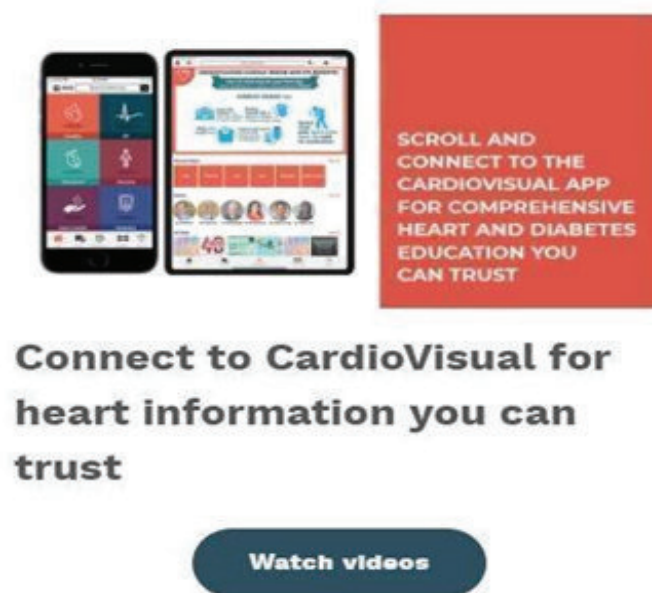 SCROLL AND
CONNECT TO THE
CARDIOVISUAL APP
FOR COMPREHENSIVE
HEART AND DIABETES
EDUCATION YOU
CAN TRUST
Connect to CardioVisual for
heart information you can
trust
Watch videos